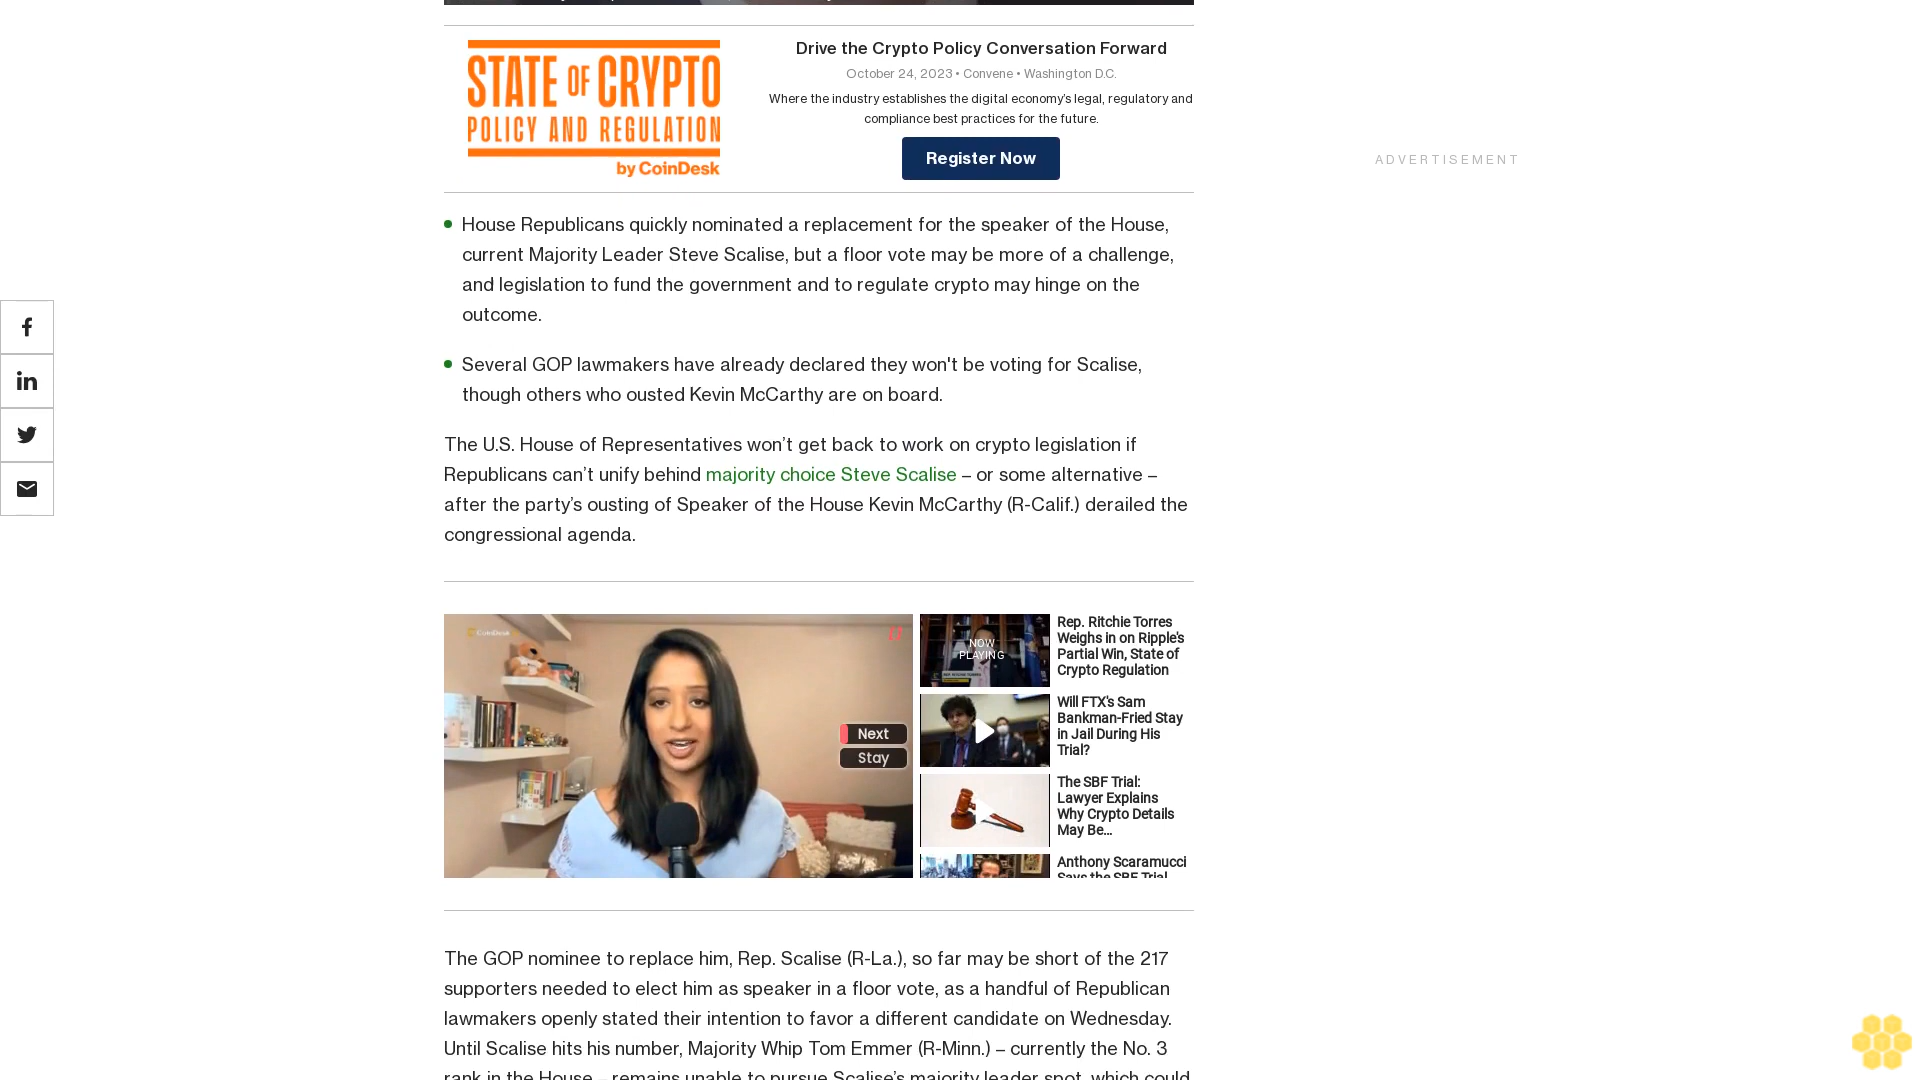 STATE OF CRYPTO
POLICY AND REGULATION
by CoinDesk
Drive the Crypto Policy Conversation Forward
October 24, 2023 • Convene • Washington D.C.
Where the industry establishes the digital economy's legal, regulatory and
compliance best practices for the future.
Register Now
ADVERTISEMENT
House Republicans quickly nominated a replacement for the speaker of the House,
current Majority Leader Steve Scalise, but a floor vote may be more of a challenge,
and legislation to fund the government and to regulate crypto may hinge on the
outcome.
Several GOP lawmakers have already declared they won't be voting for Scalise,
though others who ousted Kevin McCarthy are on board.
The U.S. House of Representatives won’t get back to work on crypto legislation if
Republicans can’t unify behind majority choice Steve Scalise – or some alternative –
after the party’s ousting of Speaker of the House Kevin McCarthy (R-Calif.) derailed the
congressional agenda.
CoinDesk
Next
Stay
NOW
PLAYING
Rep. Ritchie Torres
Weighs in on Ripple's
Partial Win, State of
Crypto Regulation
Will FTX's Sam
Bankman-Fried Stay
in Jail During His
Trial?
The SBF Trial:
Lawyer Explains
Why Crypto Details
May Be...
Anthony Scaramucci
Says the SBF Trial
The GOP nominee to replace him, Rep. Scalise (R-La.), so far may be short of the 217
supporters needed to elect him as speaker in a floor vote, as a handful of Republican
lawmakers openly stated their intention to favor a different candidate on Wednesday.
Until Scalise hits his number, Majority Whip Tom Emmer (R-Minn.) – currently the No. 3
rank in the House – remains unable to pursue Scalise’s majority leader spot, which could